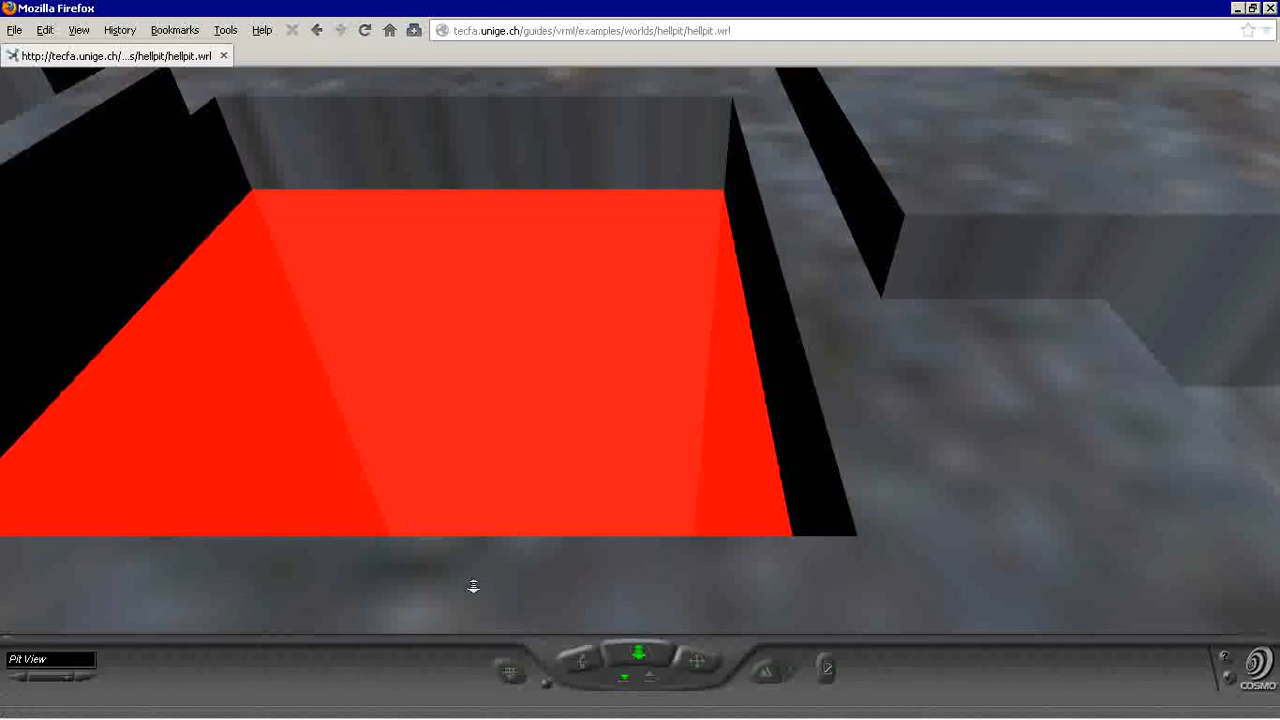 Mozilla Firefox
File Edit View History Bookmarks Tools Help
tecfa.unige.ch/guides/vrml/examples/worlds/hellpit/hellpit.wrl
http://tecfa.unige.ch/...s/hellpit/hellpit.wrl
Pit View
?
COSMO